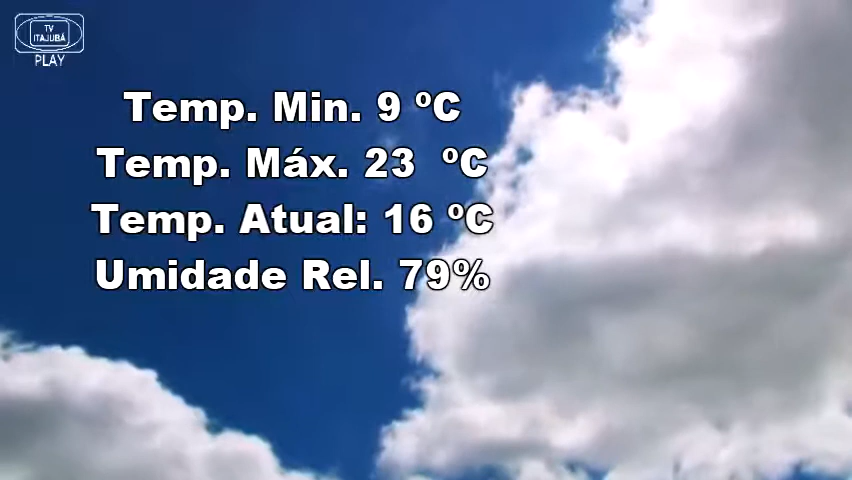 TV
ITAJUBÁ
PLAY
Temp. Min. 9 ºC
Temp. Máx. 23 ºC
Temp. Atual: 16 ºC
Umidade Rel. 79%